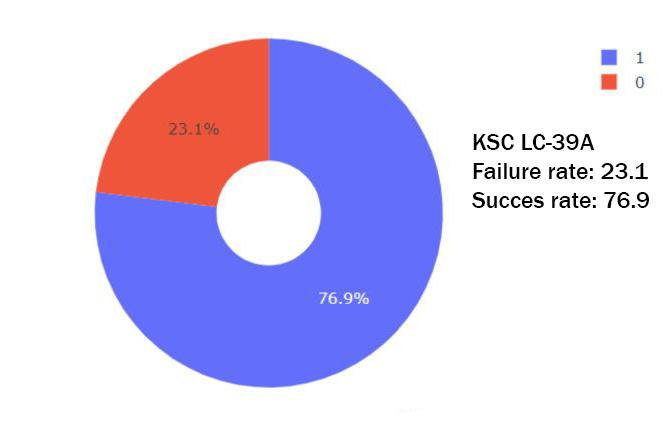 1
0
23.1%
KSC LC-39A
Failure rate: 23.1
Succes rate: 76.9
76.9%